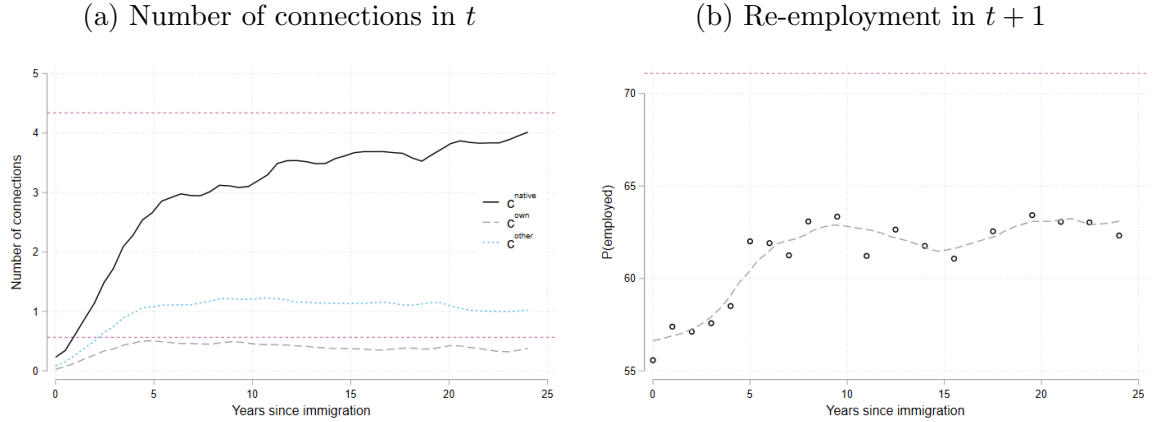 (a) Number of connections in t
5
4
3
2
1
0
Number of connections
0 5 10 15 20 25
Years since immigration
C native
C own
C other
(b) Re-employment in t + 1
70
65
60
55
P(employed)
0 5 10 15 20 25
Years since immigration